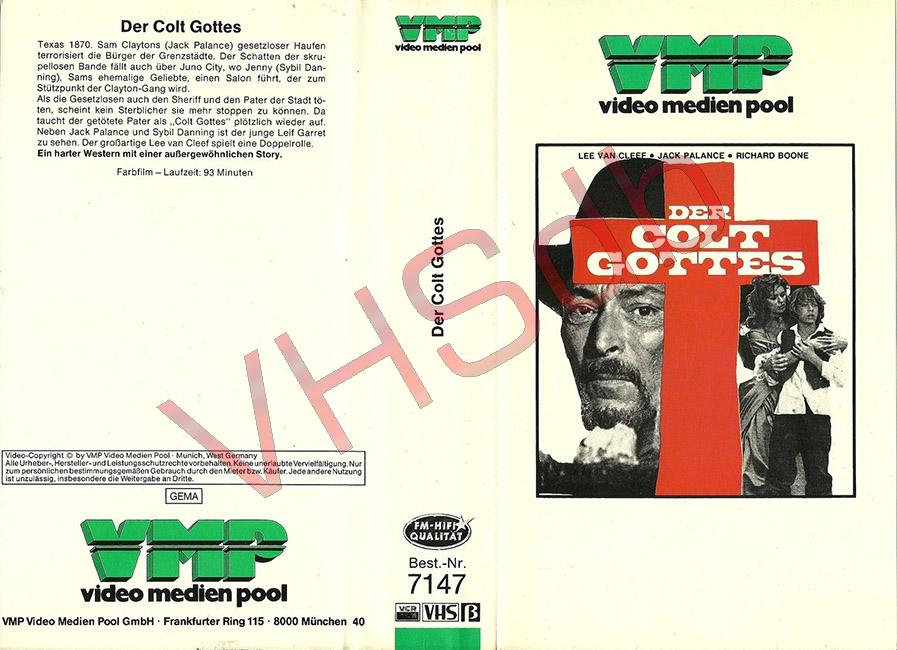 Der Colt Gottes
Texas 1870. Sam Claytons (Jack Palance) gesetzloser Haufen
terrorisiert die Bürger der Grenzstädte. Der Schatten der skru-
pellosen Bande fällt auch über Juno City, wo Jenny (Sybil Dan-
ning), Sams ehemalige Geliebte, einen Salon führt, der zum
Stützpunkt der Clayton-Gang wird.
Als die Gesetzlosen auch den Sheriff und den Pater der Stadt tö-
ten, scheint kein Sterblicher sie mehr stoppen zu können. Da
taucht der getötete Pater als „Colt Gottes" plötzlich wieder auf.
Neben Jack Palance und Sybil Danning ist der junge Leif Garret
zu sehen. Der großartige Lee van Cleef spielt eine Doppelrolle.
Ein harter Western mit einer außergewöhnlichen Story.
Farbfilm – Laufzeit: 93 Minuten
Video-Copyright © by VMP Video Medien Pool · Munich, West Germany
Alle Urheber-, Hersteller- und Leistungsschutzrechte vorbehalten. Keine unerlaubte Vervielfältigung. Nur
zum persönlichen bestimmungsgemäßen Gebrauch durch den Mieter bzw. Käufer. Jede andere Nutzung
ist unzulässig, insbesondere die Weitergabe an Dritte.
GEMA
VMP
video medien pool
VMP Video Medien Pool GmbH · Frankfurter Ring 115 · 8000 München 40
VMP
video medien pool
Der Colt Gottes
FM-HIFI
QUALITÄT
Best.-Nr.
7147
VCR
VHS
β
VMP
video medien pool
LEE VAN CLEEF ● JACK PALANCE ● RICHARD BOONE
DER
COLT
GOTTES
VHSdb